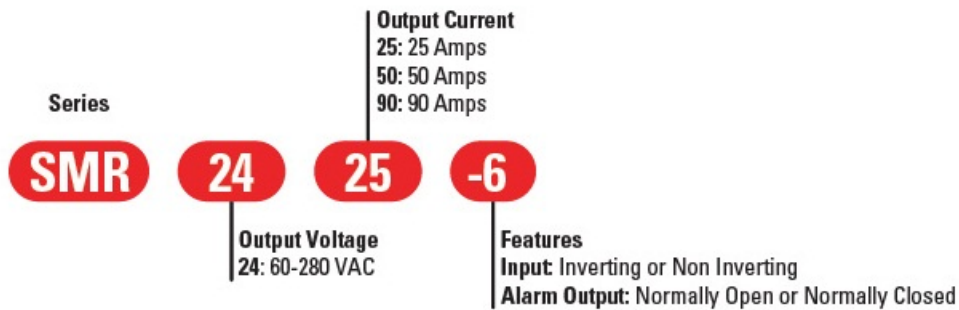 Output Current
25: 25 Amps
50: 50 Amps
90: 90 Amps
Series
SMR 24 25 -6
Output Voltage
24: 60-280 VAC
Features
Input: Inverting or Non Inverting
Alarm Output: Normally Open or Normally Closed